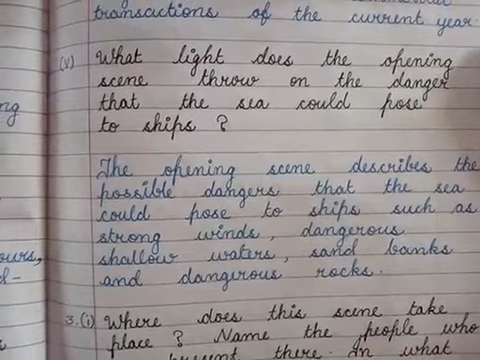 transactions of the current year.
(v) What light does the opening
scene throw on the danger
that the sea could pose
to ships ?
The opening scene describes the
possible dangers that the sea
could pose to ships such as
strong winds, dangerous
shallow waters, sand banks
and dangerous rocks.
3.(i) Where does this scene take
place ? Name the people who
present there. In what